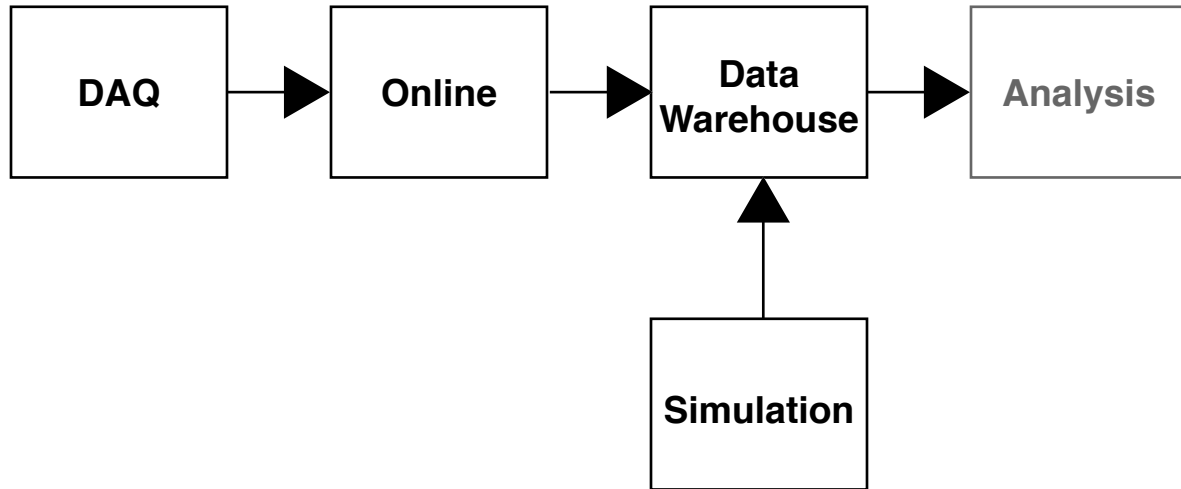 DAQ
Online
Data
Warehouse
Analysis
Simulation